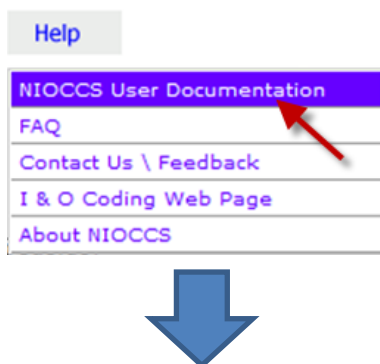 Help
NIOCCS User Documentation
FAQ
Contact Us \ Feedback
I & O Coding Web Page
About NIOCCS